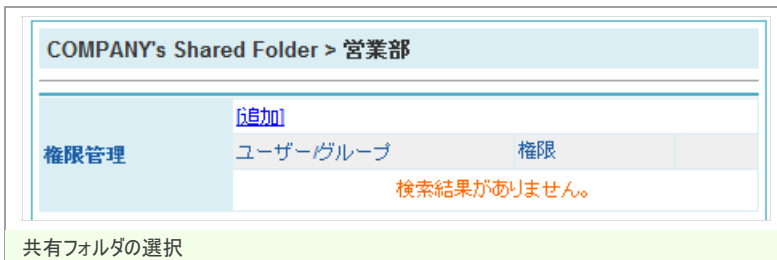 COMPANY's Shared Folder > 営業部
[追加]
権限管理
ユーザー/グループ 権限
検索結果がありません。
共有フォルダの選択